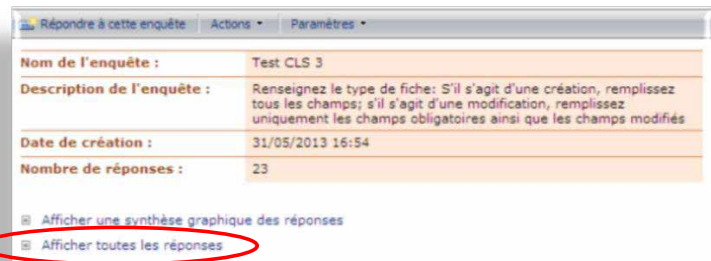 Répondre à cette enquête Actions Paramètres
Nom de l'enquête : Test CLS 3
Description de l'enquête : Renseignez le type de fiche: S'il s'agit d'une création, remplissez
tous les champs; s'il s'agit d'une modification, remplissez
uniquement les champs obligatoires ainsi que les champs modifiés
Date de création : 31/05/2013 16:54
Nombre de réponses : 23
Afficher une synthèse graphique des réponses
Afficher toutes les réponses